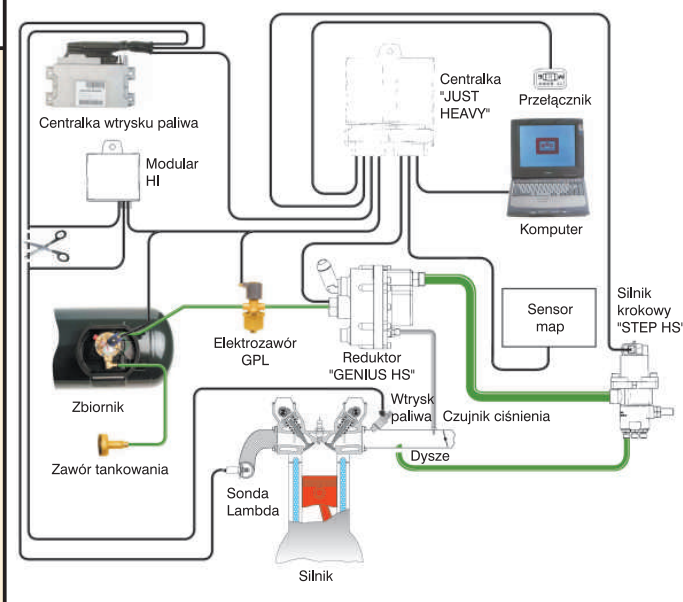 Centralka wtrysku paliwa
Modular
HI
Centralka
"JUST
HEAVY"
Przełącznik
Komputer
Silnik
krokowy
"STEP HS"
Sensor
map
Elektrozawór
GPL
Reduktor
"GENIUS HS"
Zbiornik
Zawór tankowania
Wtrysk
paliwa
Czujnik ciśnienia
Dysze
Sonda
Lambda
Silnik